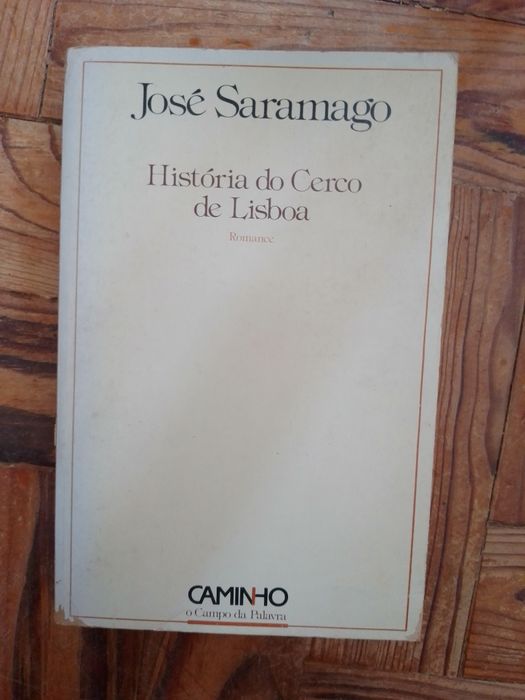 José Saramago
História do Cerco
de Lisboa
Romance
CAMINHO
o Campo da Palavra